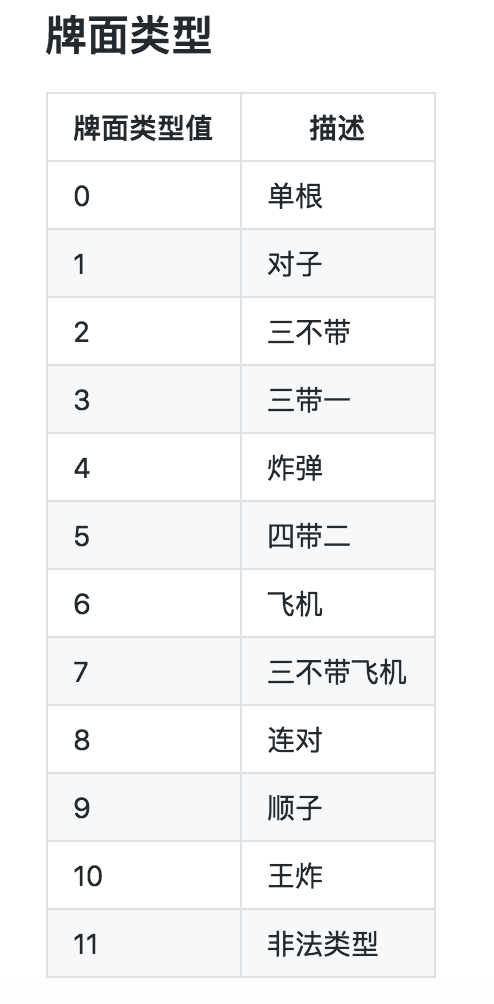 牌面类型
牌面类型值 描述
0 单根
1 对子
2 三不带
3 三带一
4 炸弹
5 四带二
6 飞机
7 三不带飞机
8 连对
9 顺子
10 王炸
11 非法类型